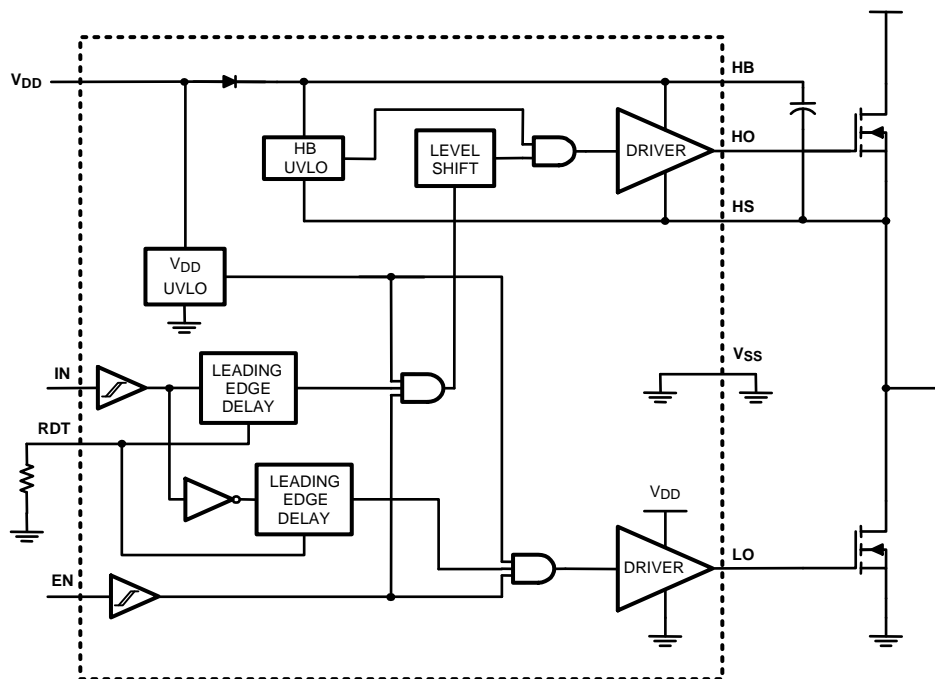 VDD
HB
HB
UVLO
LEVEL
SHIFT
DRIVER
HO
HS
VDD
UVLO
VSS
IN
LEADING
EDGE
DELAY
RDT
LEADING
EDGE
DELAY
VDD
DRIVER
LO
EN